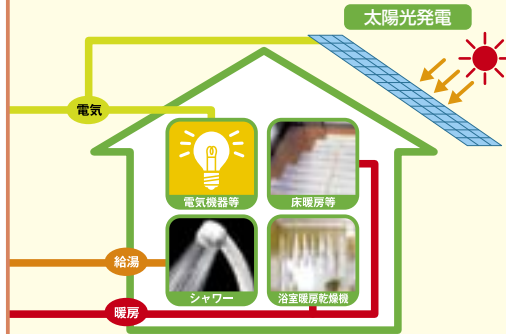 太陽光発電
電気
電気機器等
床暖房等
給湯
シャワー
浴室暖房乾燥機
暖房